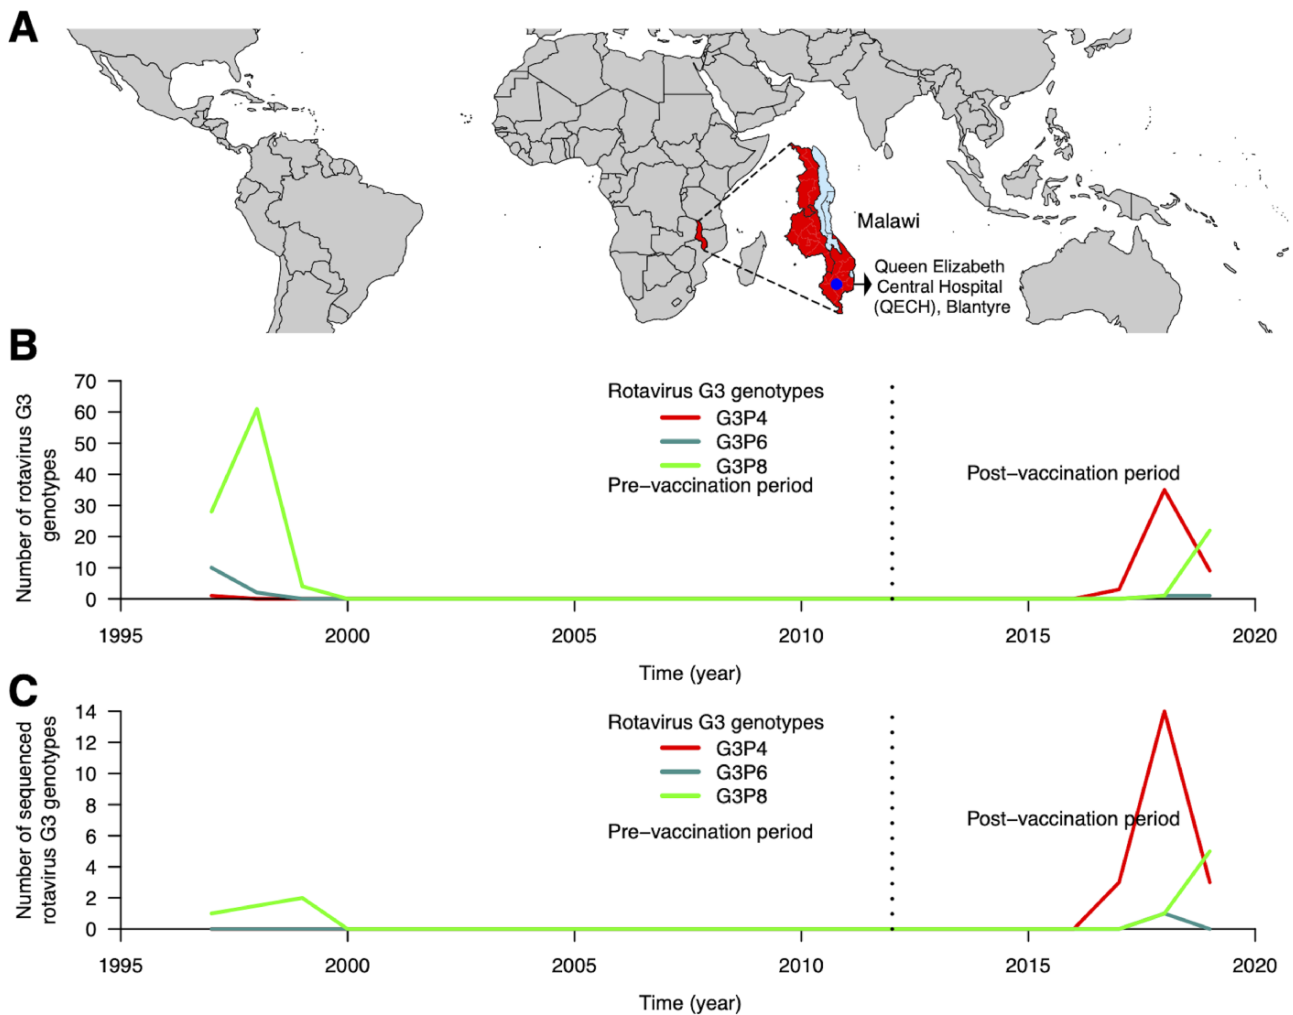 A
Malawi
Queen Elizabeth
Central Hospital
(QECH), Blantyre
B
Number of rotavirus G3
genotypes
70
60
50
40
30
20
10
0
Rotavirus G3 genotypes
G3P4
G3P6
G3P8
Pre−vaccination period
Post−vaccination period
1995
2000
2005
2010
2015
2020
Time (year)
C
Number of sequenced
rotavirus G3 genotypes
14
12
10
8
6
4
2
0
Rotavirus G3 genotypes
G3P4
G3P6
G3P8
Pre−vaccination period
Post−vaccination period
1995
2000
2005
2010
2015
2020
Time (year)